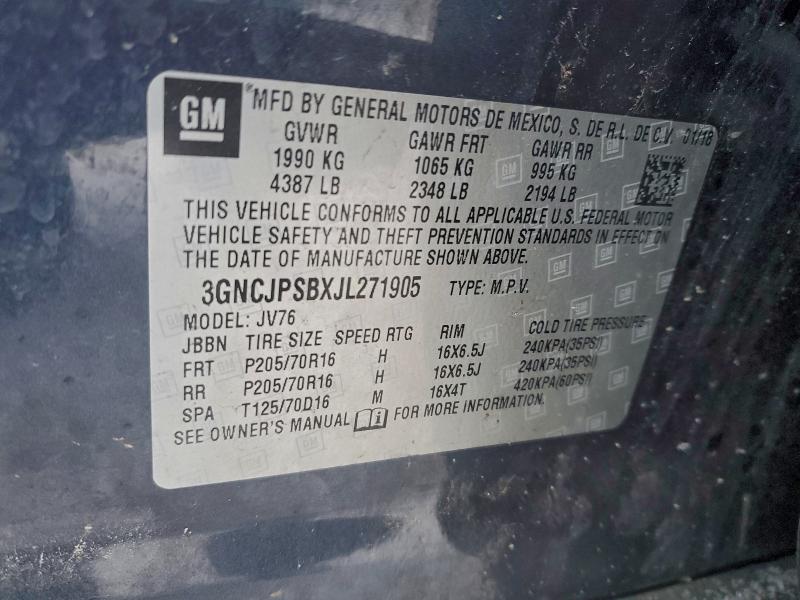 GM
MFD BY GENERAL MOTORS DE MEXICO, S. DE R.L. DE C.V. 01/18
GVWR GAWR FRT GAWR RR
1990 KG 1065 KG 995 KG
4387 LB 2348 LB 2194 LB
THIS VEHICLE CONFORMS TO ALL APPLICABLE U.S. FEDERAL MOTOR
VEHICLE SAFETY AND THEFT PREVENTION STANDARDS IN EFFECT ON
THE DATE OF MANUFACTURE SHOWN ABOVE.
3GNCJPSBXJL271905 TYPE: M.P.V.
MODEL: JV76
JBBN TIRE SIZE SPEED RTG RIM COLD TIRE PRESSURE
FRT P205/70R16 H 16X6.5J 240KPA(35PSI)
RR P205/70R16 H 16X6.5J 240KPA(35PSI)
SPA T125/70D16 M 16X4T 420KPA(60PSI)
SEE OWNER'S MANUAL FOR MORE INFORMATION.